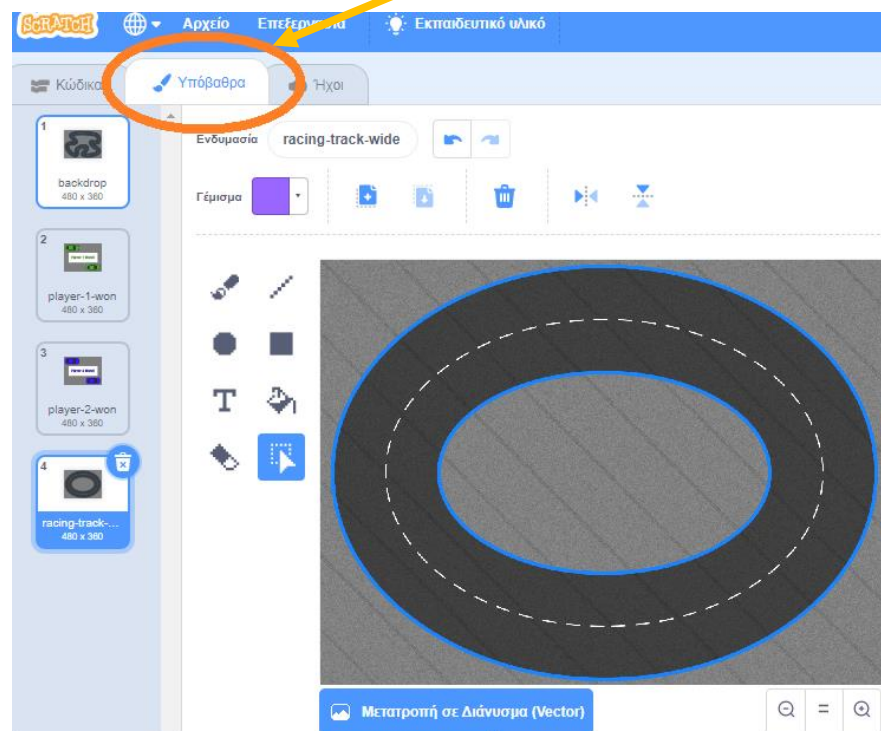 SCRATCH Αρχείο Επεξεργασία Εκπαιδευτικό υλικό
Κώδικα Υπόβαθρα Ήχοι
Ενδυμασία racing-track-wide
Γέμισμα
1
backdrop
480 x 360
2
player-1-won
480 x 360
3
player-2-won
480 x 360
4
racing-track-...
480 x 360
T
Μετατροπή σε Διάνυσμα (Vector)
=